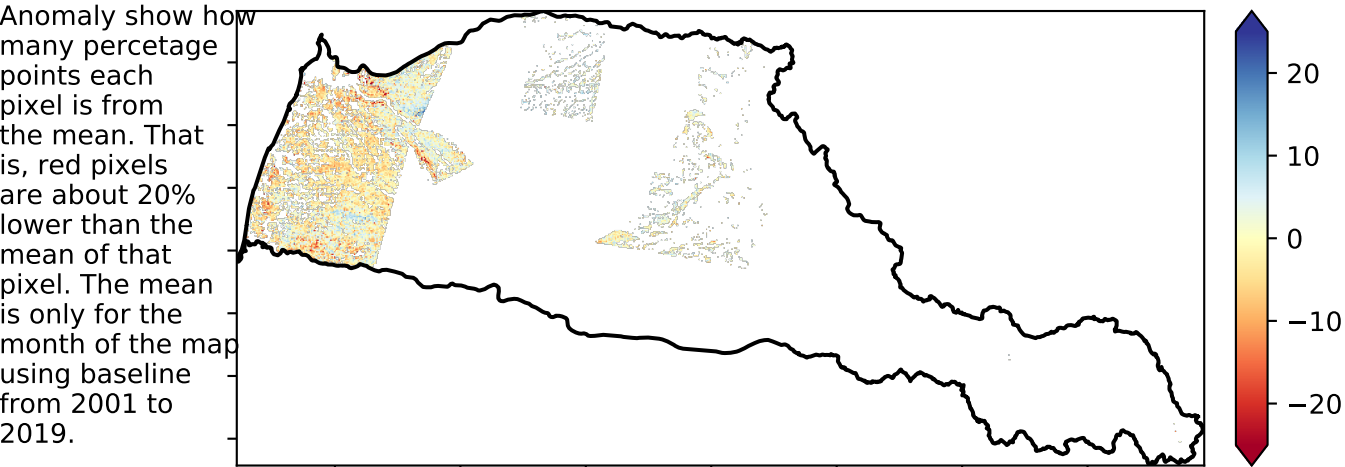 Anomaly show how
many percetage
points each
pixel is from
the mean. That
is, red pixels
are about 20%
lower than the
mean of that
pixel. The mean
is only for the
month of the map
using baseline
from 2001 to
2019.
20
10
0
−10
−20